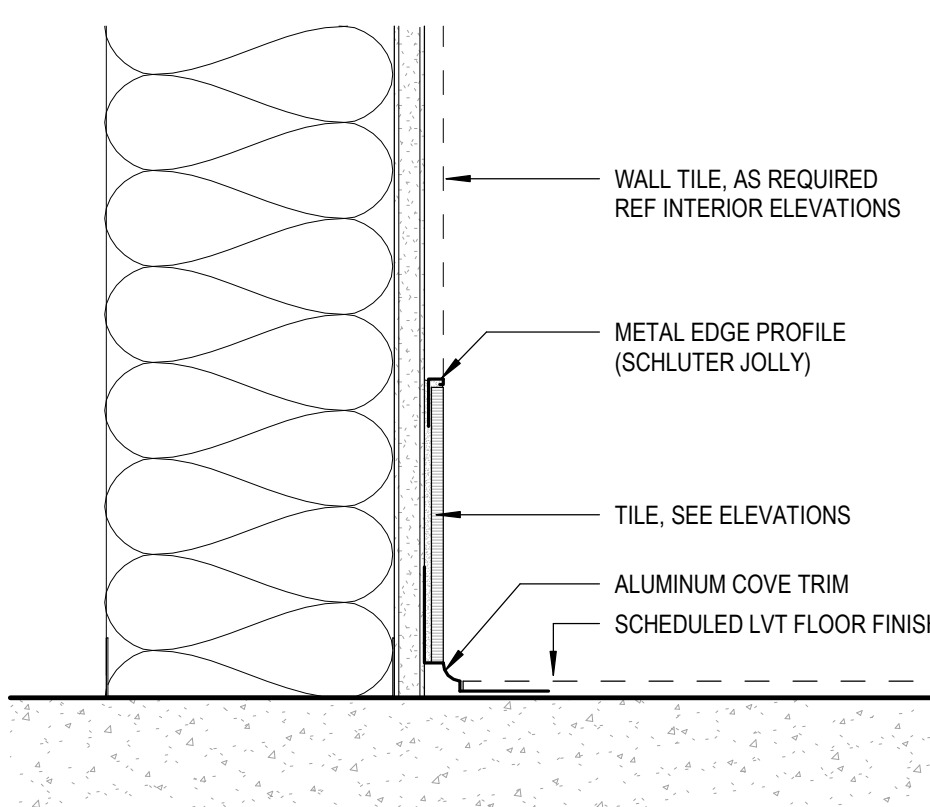 WALL TILE, AS REQUIRED
REF INTERIOR ELEVATIONS
METAL EDGE PROFILE
(SCHLUTER JOLLY)
TILE, SEE ELEVATIONS
ALUMINUM COVE TRIM
SCHEDULED LVT FLOOR FINISH